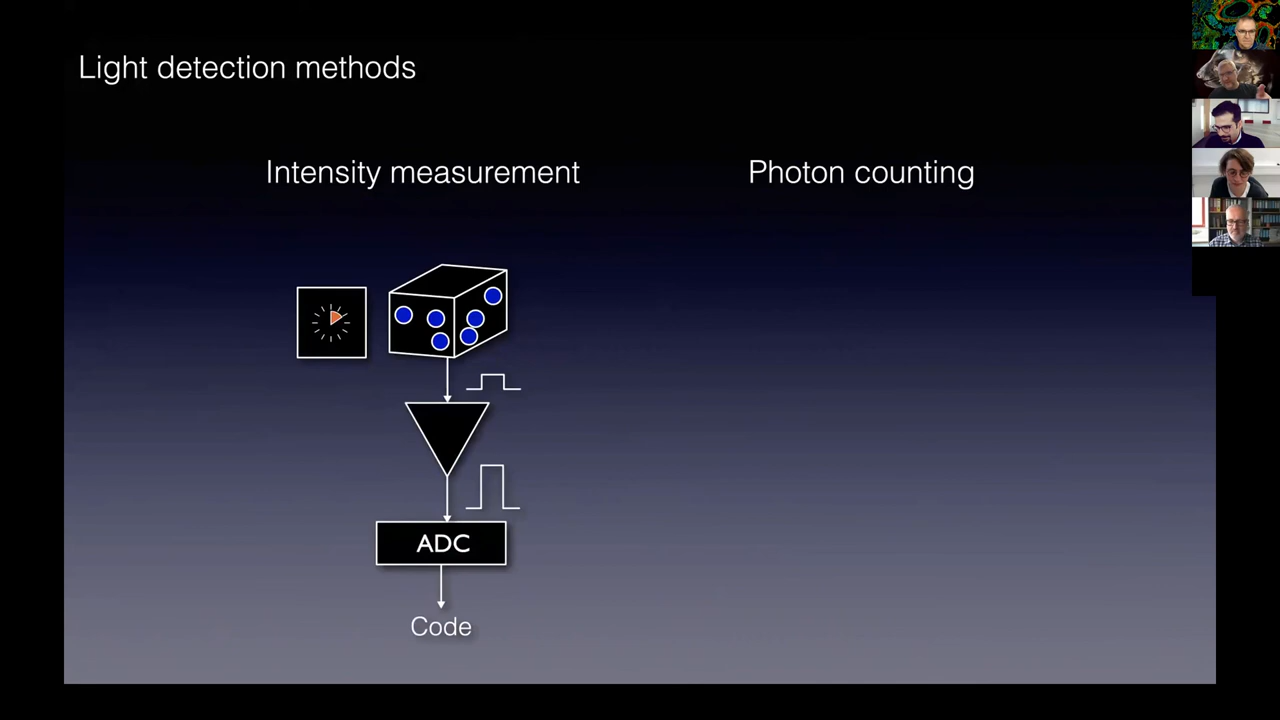 Light detection methods
Intensity measurement
Photon counting
ADC
Code